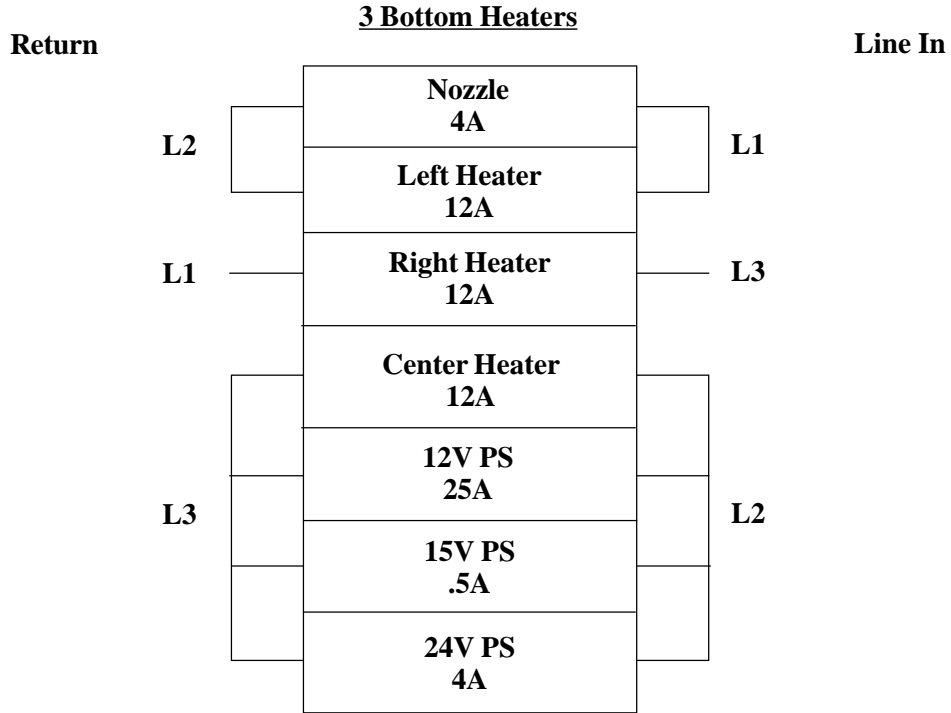 3 Bottom Heaters
Return
Line In
Nozzle
4A
L2
L1
Left Heater
12A
L1
Right Heater
12A
L3
Center Heater
12A
12V PS
25A
L3
L2
15V PS
.5A
24V PS
4A